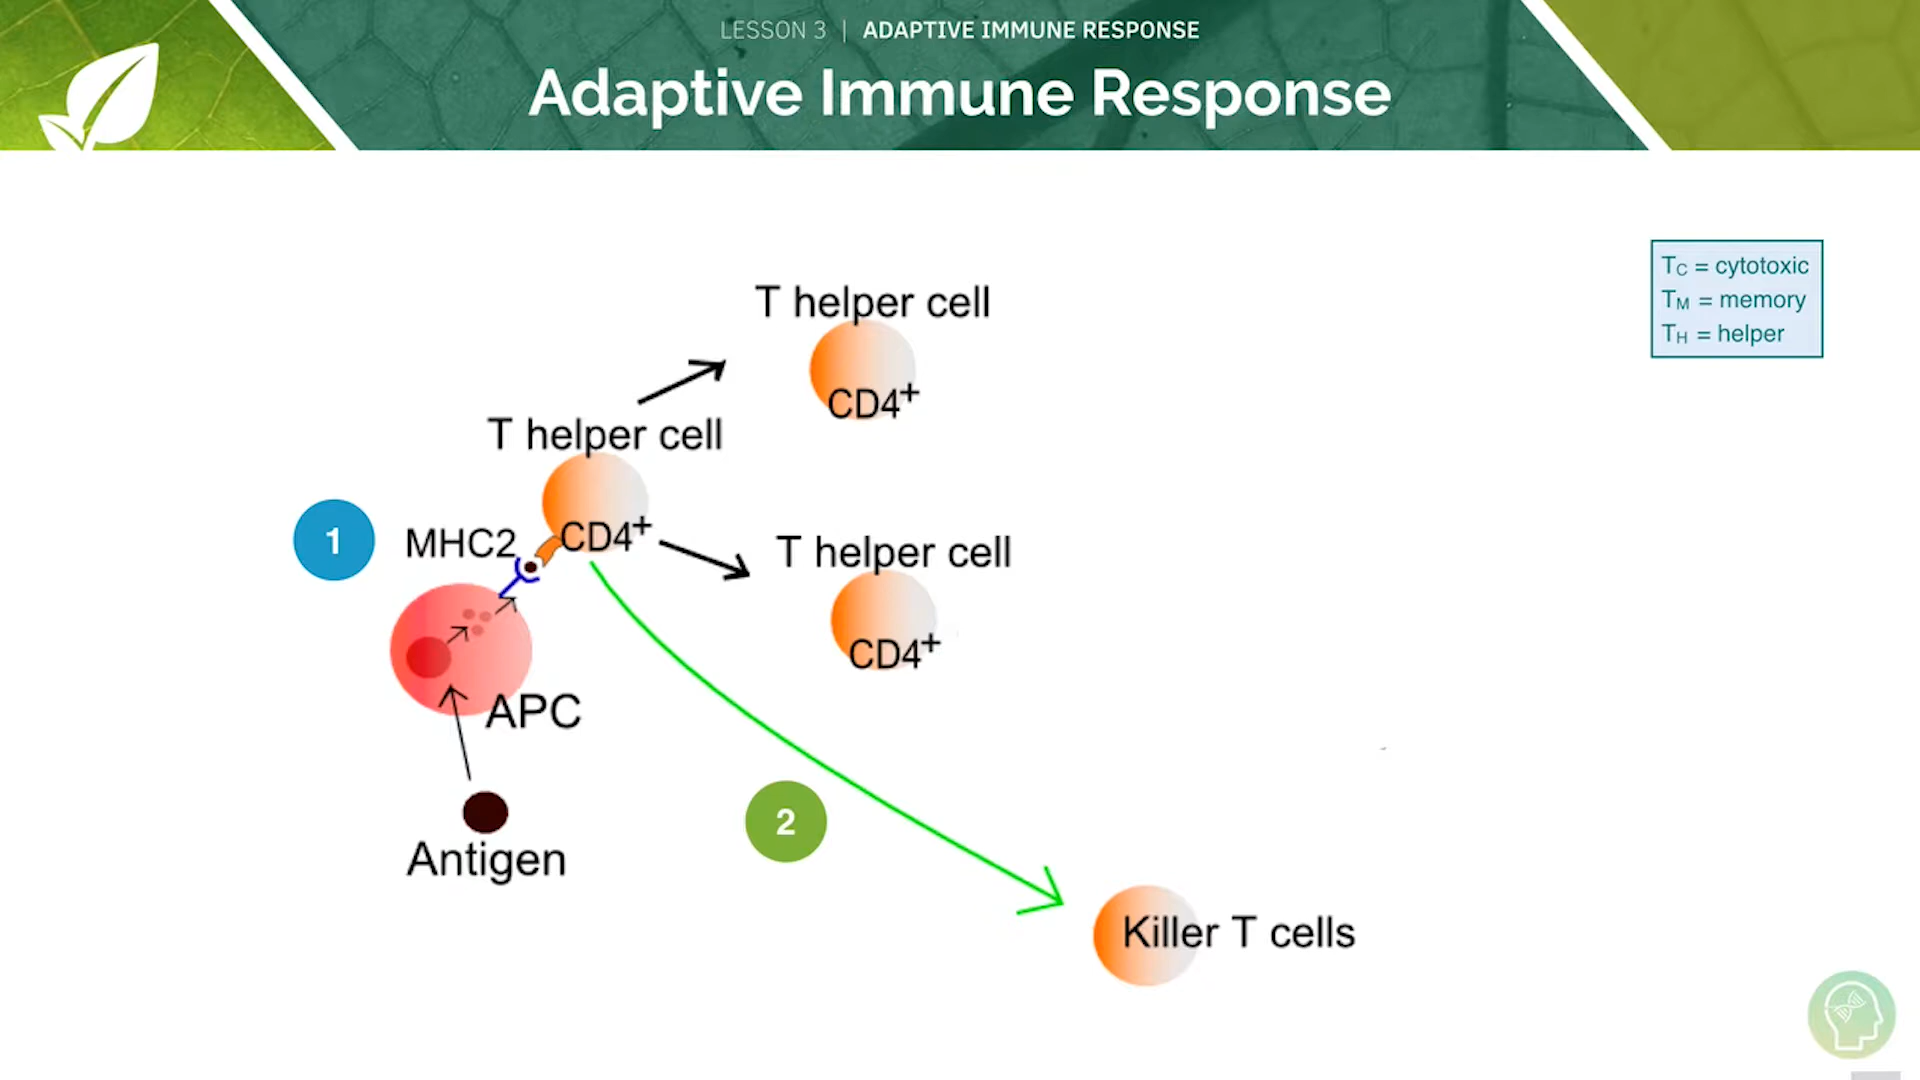 LESSON 3 | ADAPTIVE IMMUNE RESPONSE
Adaptive Immune Response
TC = cytotoxic
TM = memory
TH = helper
T helper cell
CD4+
T helper cell
CD4+
1
MHC2
T helper cell
CD4+
APC
2
Antigen
Killer T cells